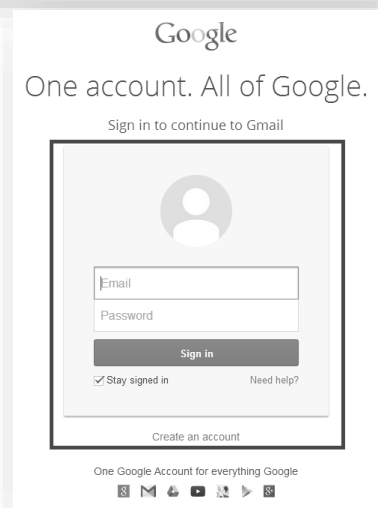 Google
One account. All of Google.
Sign in to continue to Gmail
Email
Password
Sign in
Stay signed in Need help?
Create an account
One Google Account for everything Google